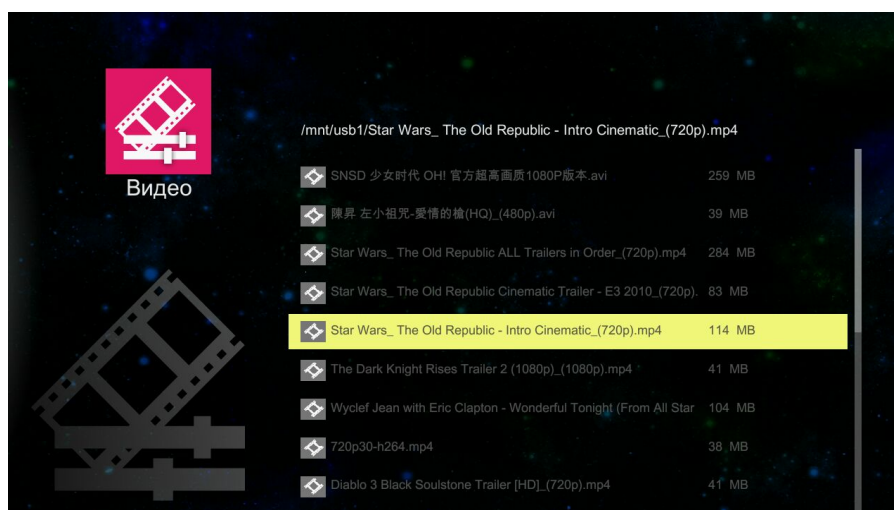 Видео
/mnt/usb1/Star Wars_ The Old Republic - Intro Cinematic_(720p).mp4
SNSD 少女时代 OH! 官方超高画质1080P版本.avi 259 MB
陳昇 左小祖咒-愛情的槍(HQ)_(480p).avi 39 MB
Star Wars_ The Old Republic ALL Trailers in Order_(720p).mp4 284 MB
Star Wars_ The Old Republic Cinematic Trailer - E3 2010_(720p). 83 MB
Star Wars_ The Old Republic - Intro Cinematic_(720p).mp4 114 MB
The Dark Knight Rises Trailer 2 (1080p)_(1080p).mp4 41 MB
Wyclef Jean with Eric Clapton - Wonderful Tonight (From All Star 104 MB
720p30-h264.mp4 38 MB
Diablo 3 Black Soulstone Trailer [HD]_(720p).mp4 41 MB